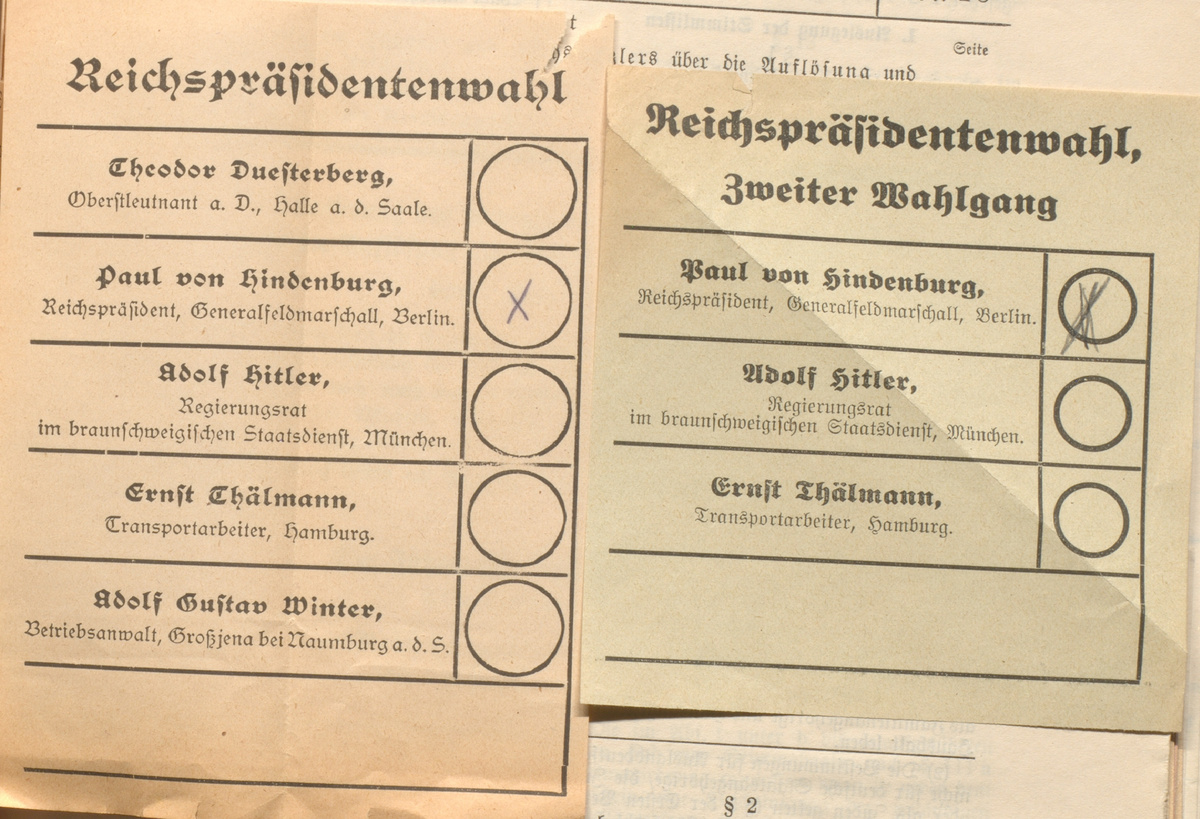 Reichspräsidentenwahl
Theodor Duesterberg,
Oberstleutnant a. D., Halle a. d. Saale.
Paul von Hindenburg,
Reichspräsident, Generalfeldmarschall, Berlin.
X
Adolf Hitler,
Regierungsrat
im braunschweigischen Staatsdienst, München.
Ernst Thälmann,
Transportarbeiter, Hamburg.
Adolf Gustav Winter,
Betriebsanwalt, Großjena bei Naumburg a. d. S.
Seite
über die Auflösung und
Reichspräsidentenwahl,
Zweiter Wahlgang
Paul von Hindenburg,
Reichspräsident, Generalfeldmarschall, Berlin.
X
Adolf Hitler,
Regierungsrat
im braunschweigischen Staatsdienst, München.
Ernst Thälmann,
Transportarbeiter, Hamburg.
§ 2